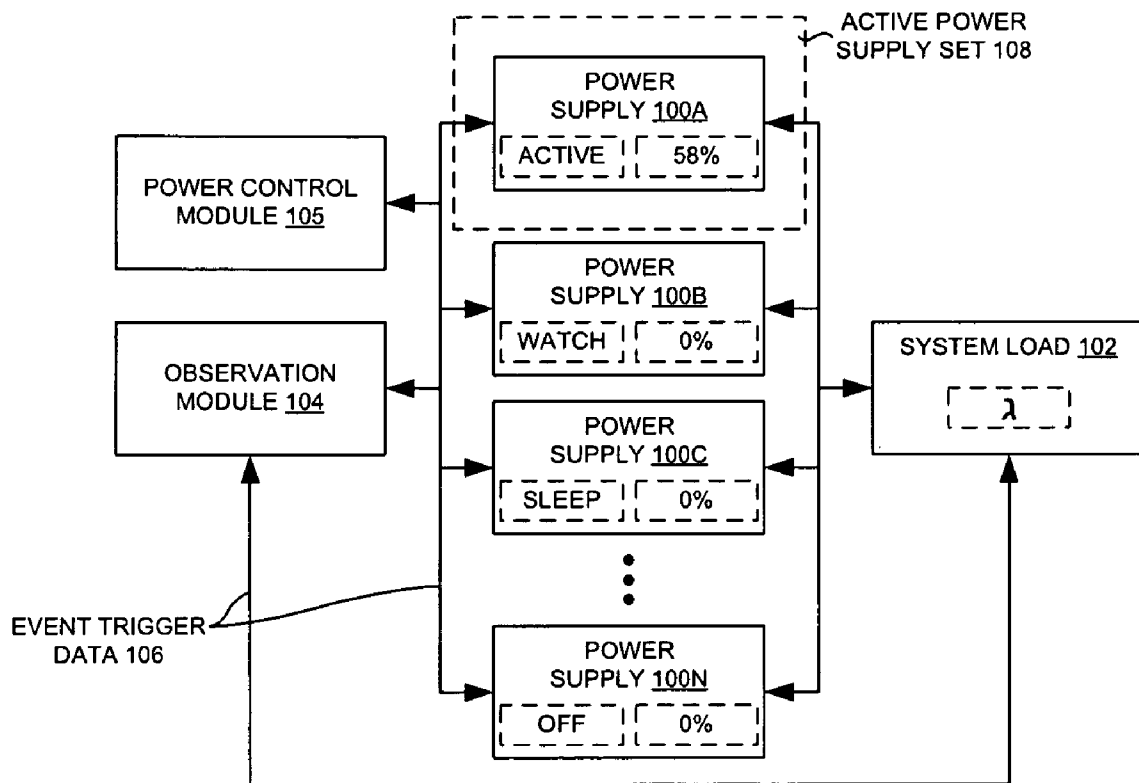 ACTIVE POWER
SUPPLY SET 108
POWER
SUPPLY 100A
ACTIVE 58%
POWER CONTROL
MODULE 105
POWER
SUPPLY 100B
WATCH 0%
OBSERVATION
MODULE 104
SYSTEM LOAD 102
λ
POWER
SUPPLY 100C
SLEEP 0%
EVENT TRIGGER
DATA 106
POWER
SUPPLY 100N
OFF 0%